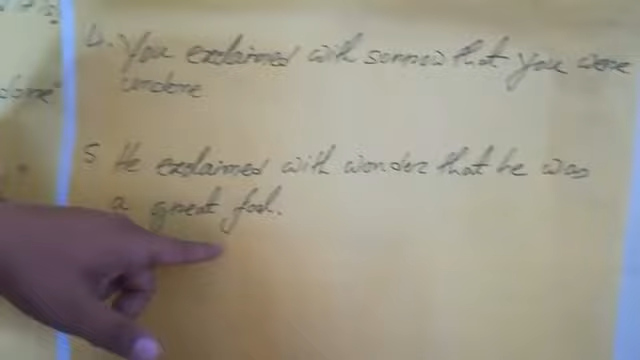 4. You exclaimed with sorrow that you were
undone
5 He exclaimed with wonder that he was
a great fool.